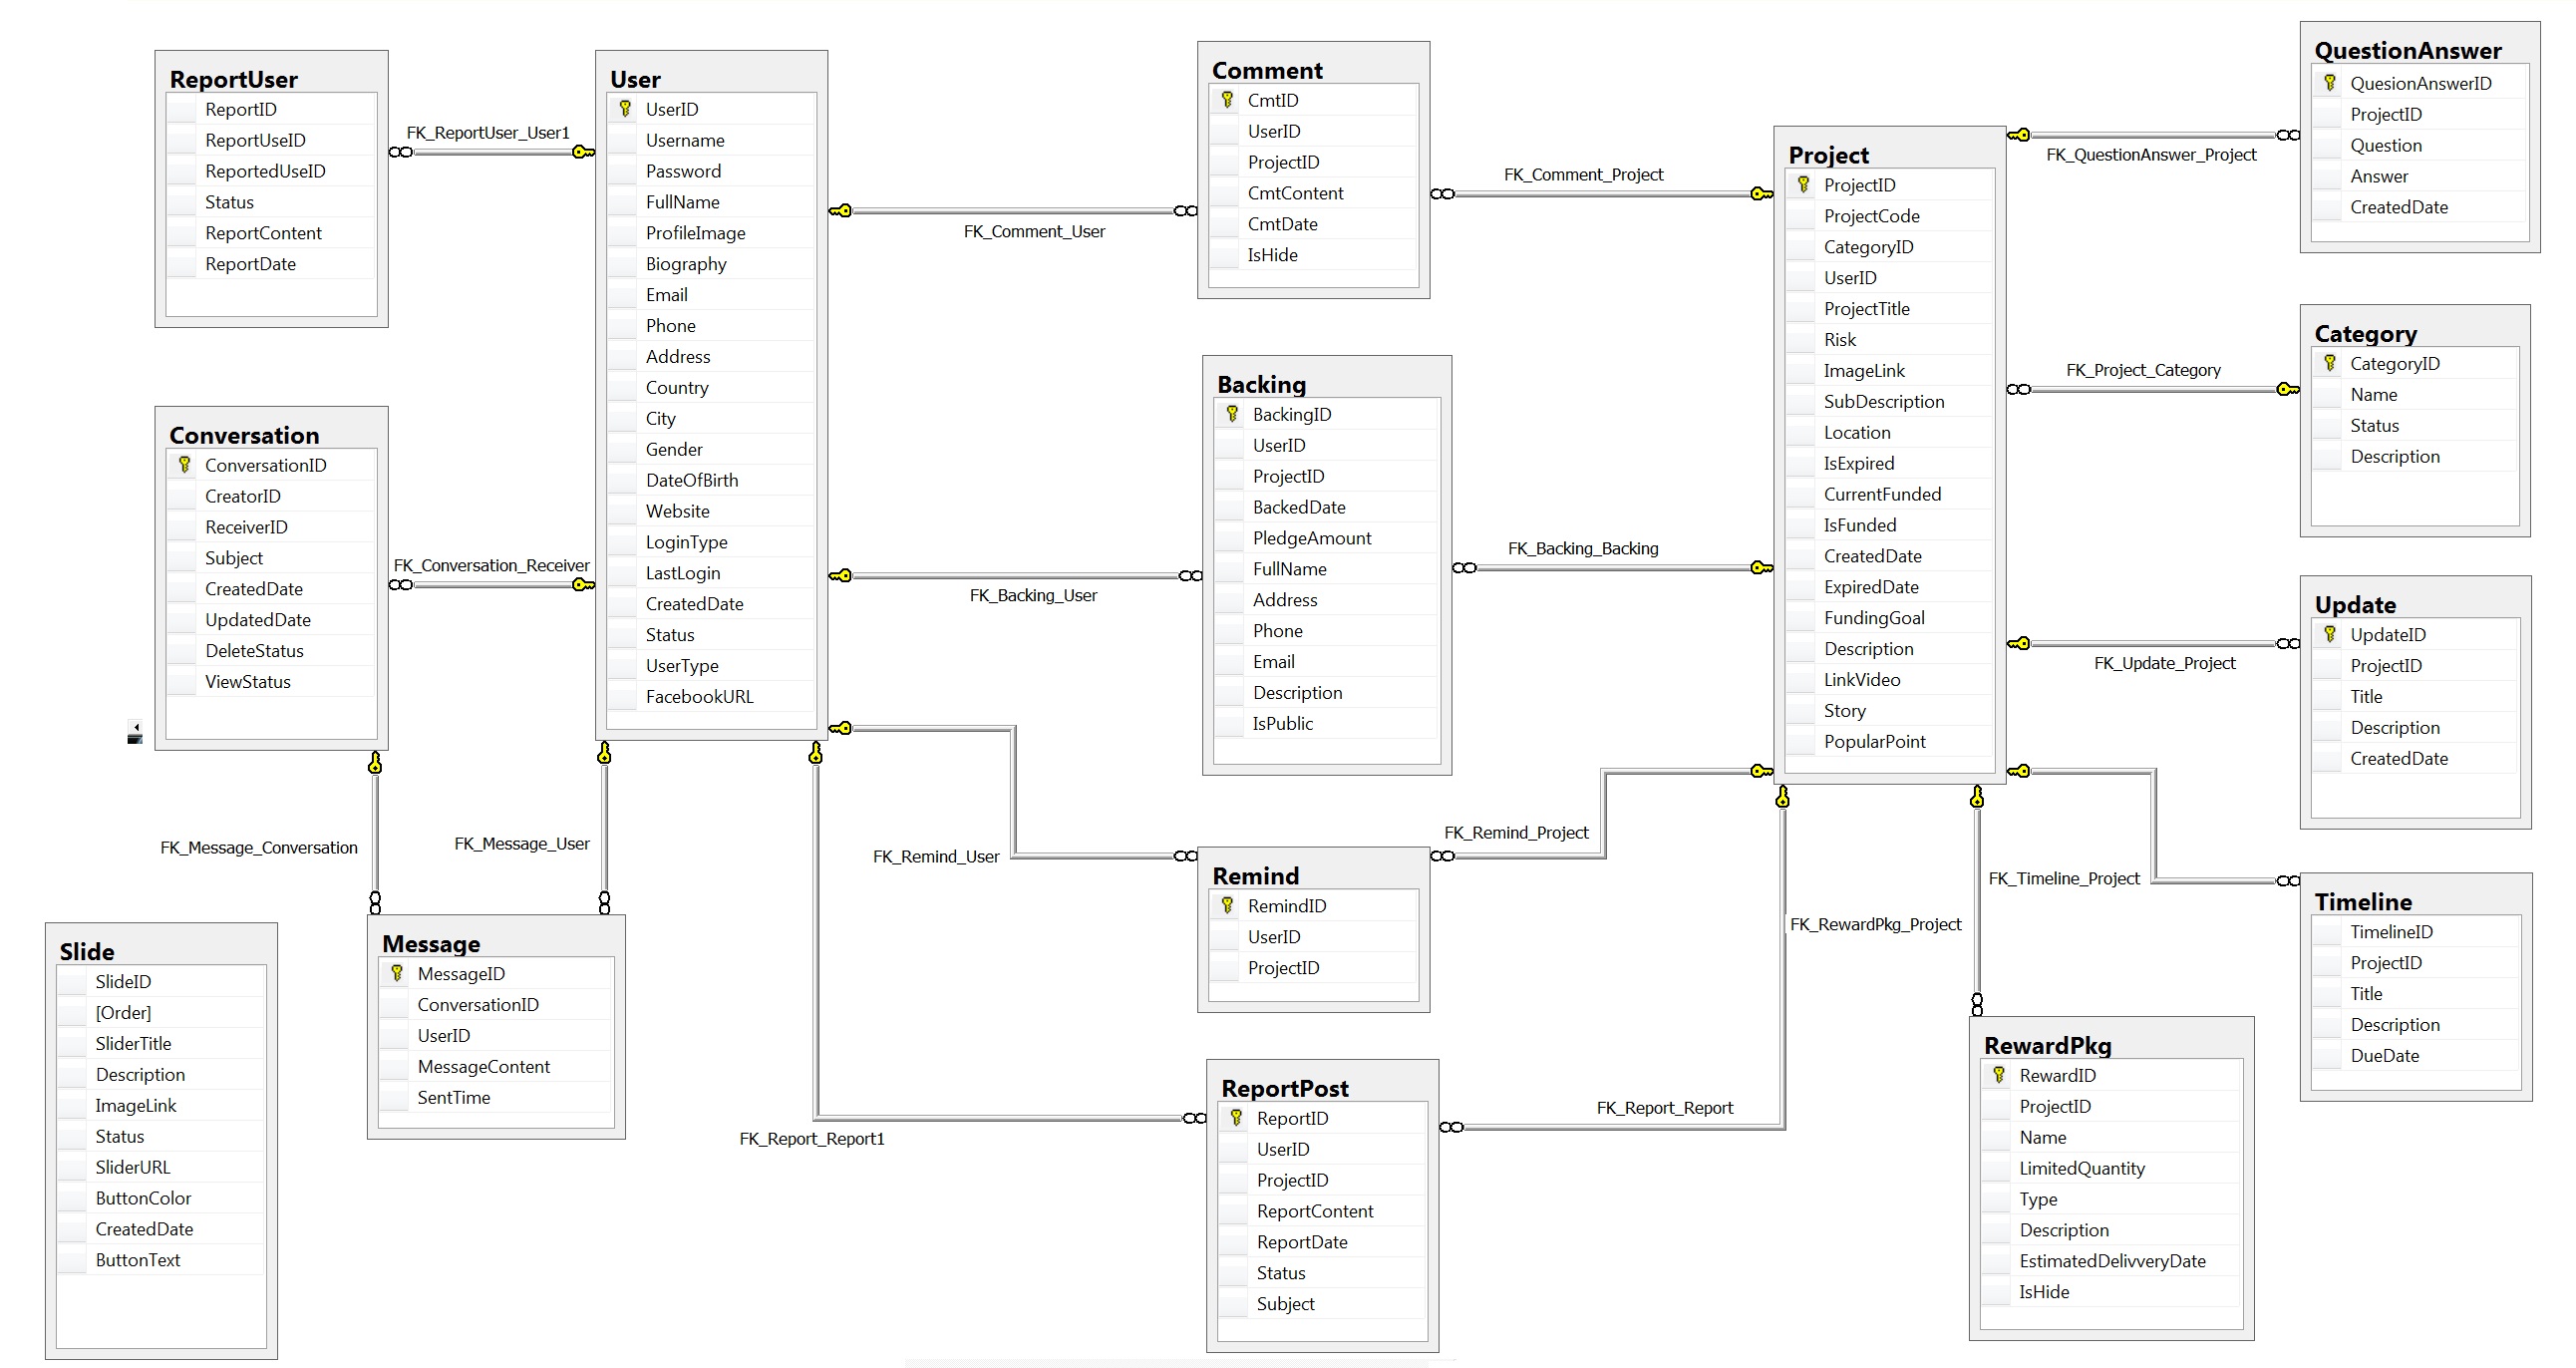 ReportUser
ReportID
ReportUseID
ReportedUseID
Status
ReportContent
ReportDate
FK_ReportUser_User1
User
UserID
Username
Password
FullName
ProfileImage
Biography
Email
Phone
Address
Country
City
Gender
DateOfBirth
Website
LoginType
LastLogin
CreatedDate
Status
UserType
FacebookURL
Conversation
ConversationID
CreatorID
ReceiverID
Subject
CreatedDate
UpdatedDate
DeleteStatus
ViewStatus
FK_Conversation_Receiver
FK_Message_Conversation
FK_Message_User
Slide
SlideID
[Order]
SliderTitle
Description
ImageLink
Status
SliderURL
ButtonColor
CreatedDate
ButtonText
Message
MessageID
ConversationID
UserID
MessageContent
SentTime
Comment
CmtID
UserID
ProjectID
CmtContent
CmtDate
IsHide
FK_Comment_User
FK_Comment_Project
Backing
BackingID
UserID
ProjectID
BackedDate
PledgeAmount
FullName
Address
Phone
Email
Description
IsPublic
FK_Backing_User
FK_Backing_Backing
Remind
RemindID
UserID
ProjectID
FK_Remind_User
FK_Remind_Project
ReportPost
ReportID
UserID
ProjectID
ReportContent
ReportDate
Status
Subject
FK_Report_Report1
FK_Report_Report
Project
ProjectID
ProjectCode
CategoryID
UserID
ProjectTitle
Risk
ImageLink
SubDescription
Location
IsExpired
CurrentFunded
IsFunded
CreatedDate
ExpiredDate
FundingGoal
Description
LinkVideo
Story
PopularPoint
QuestionAnswer
QuesionAnswerID
ProjectID
Question
Answer
CreatedDate
FK_QuestionAnswer_Project
Category
CategoryID
Name
Status
Description
FK_Project_Category
Update
UpdateID
ProjectID
Title
Description
CreatedDate
FK_Update_Project
Timeline
TimelineID
ProjectID
Title
Description
DueDate
FK_Timeline_Project
FK_RewardPkg_Project
RewardPkg
RewardID
ProjectID
Name
LimitedQuantity
Type
Description
EstimatedDelivveryDate
IsHide